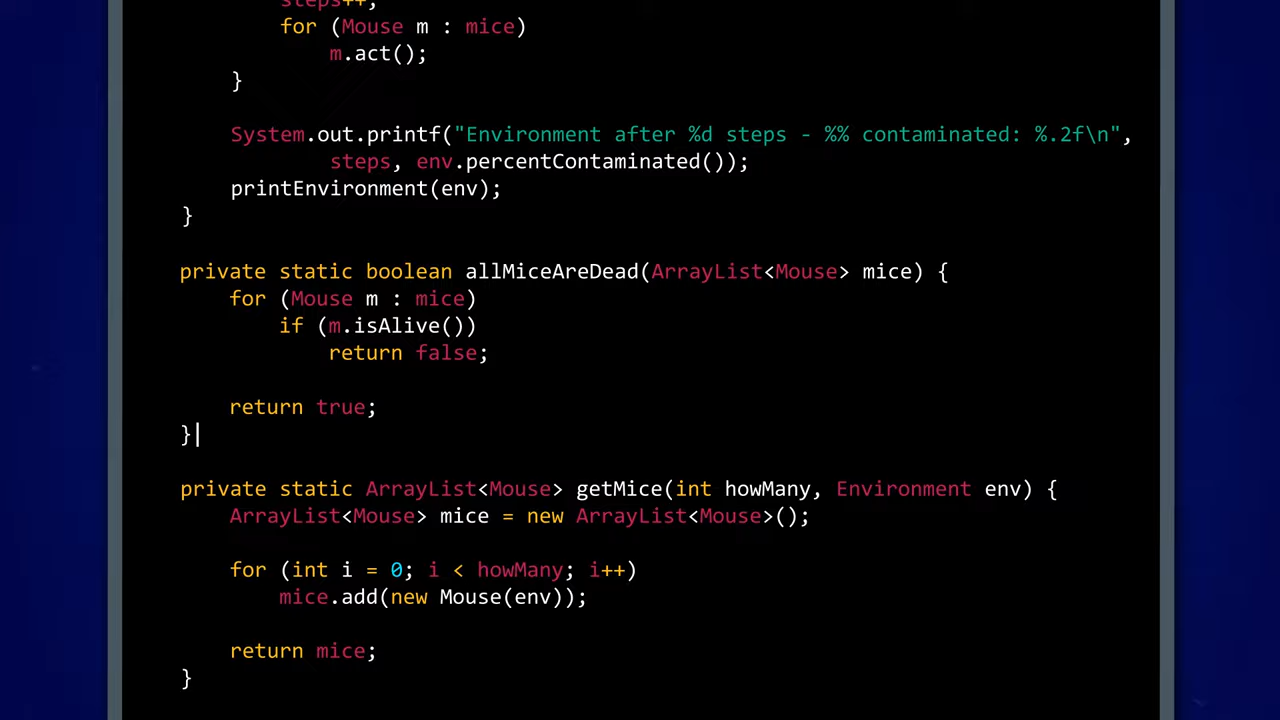 steps++;
for (Mouse m : mice)
m.act();
}
System.out.printf("Environment after %d steps - %% contaminated: %.2f\n",
steps, env.percentContaminated());
printEnvironment(env);
}
private static boolean allMiceAreDead(ArrayList<Mouse> mice) {
for (Mouse m : mice)
if (m.isAlive())
return false;
return true;
}
private static ArrayList<Mouse> getMice(int howMany, Environment env) {
ArrayList<Mouse> mice = new ArrayList<Mouse>();
for (int i = 0; i < howMany; i++)
mice.add(new Mouse(env));
return mice;
}